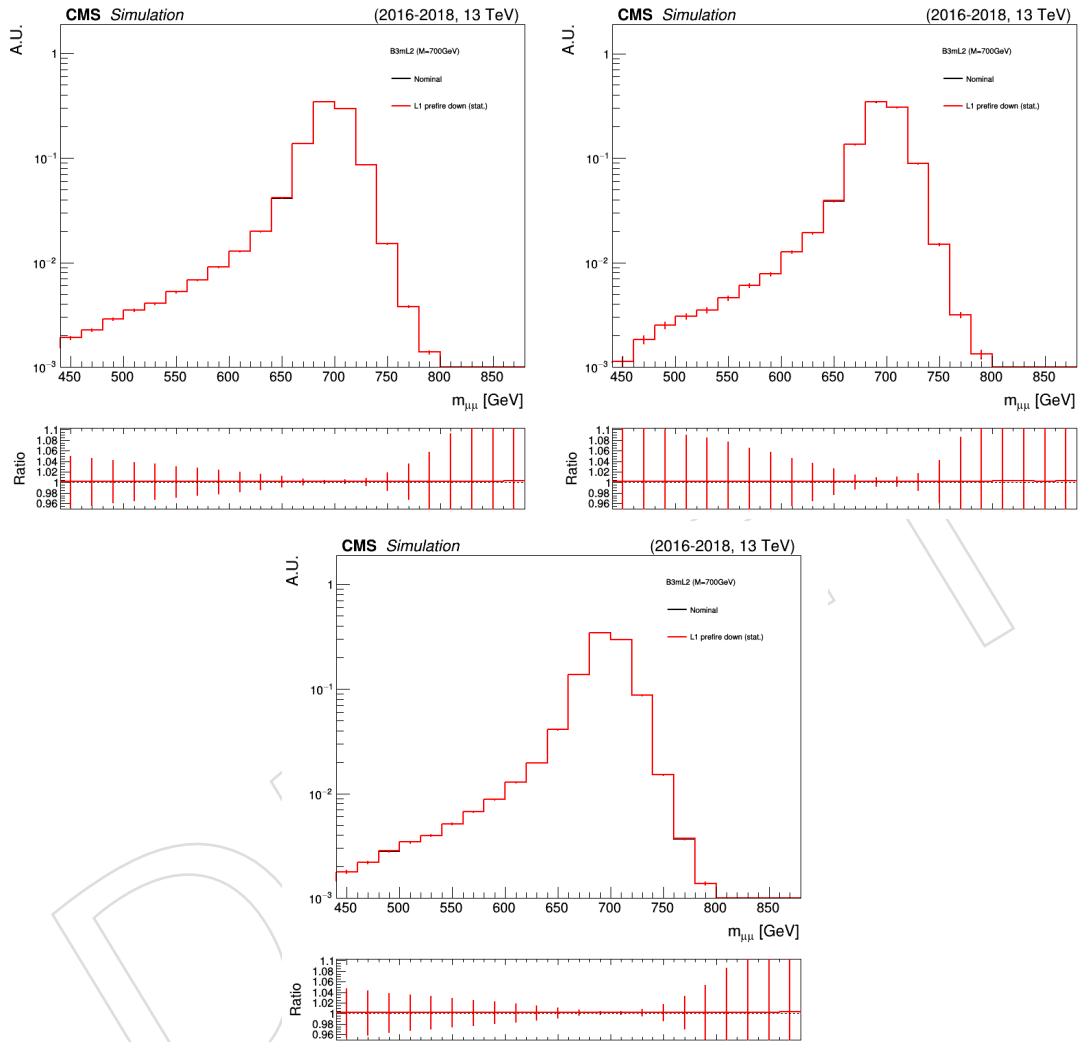 CMS Simulation (2016-2018, 13 TeV)
A.U.
B3mL2 (M=700GeV)
Nominal
L1 prefire down (stat.)
1
10⁻¹
10⁻²
10⁻³
450 500 550 600 650 700 750 800 850
mμμ [GeV]
Ratio
1.1
1.08
1.06
1.04
1.02
1
0.98
0.96
CMS Simulation (2016-2018, 13 TeV)
A.U.
B3mL2 (M=700GeV)
Nominal
L1 prefire down (stat.)
1
10⁻¹
10⁻²
10⁻³
450 500 550 600 650 700 750 800 850
mμμ [GeV]
Ratio
1.1
1.08
1.06
1.04
1.02
1
0.98
0.96
CMS Simulation (2016-2018, 13 TeV)
A.U.
B3mL2 (M=700GeV)
Nominal
L1 prefire down (stat.)
1
10⁻¹
10⁻²
10⁻³
450 500 550 600 650 700 750 800 850
mμμ [GeV]
Ratio
1.1
1.08
1.06
1.04
1.02
1
0.98
0.96